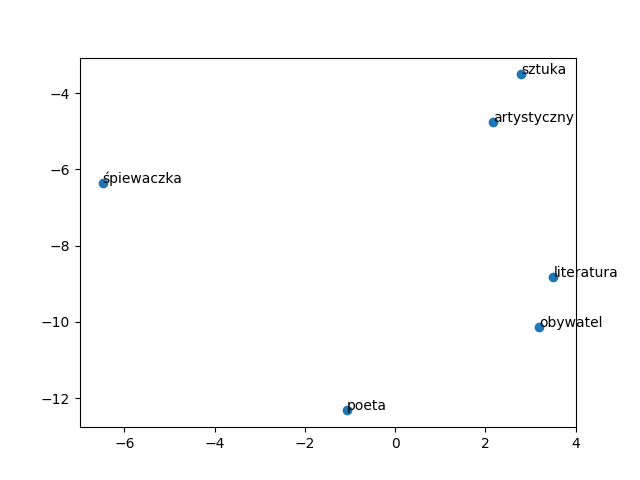 sztuka
−4
artystyczny
−6
śpiewaczka
−8
literatura
−10
obywatel
−12
poeta
−6
−4
−2
0
2
4